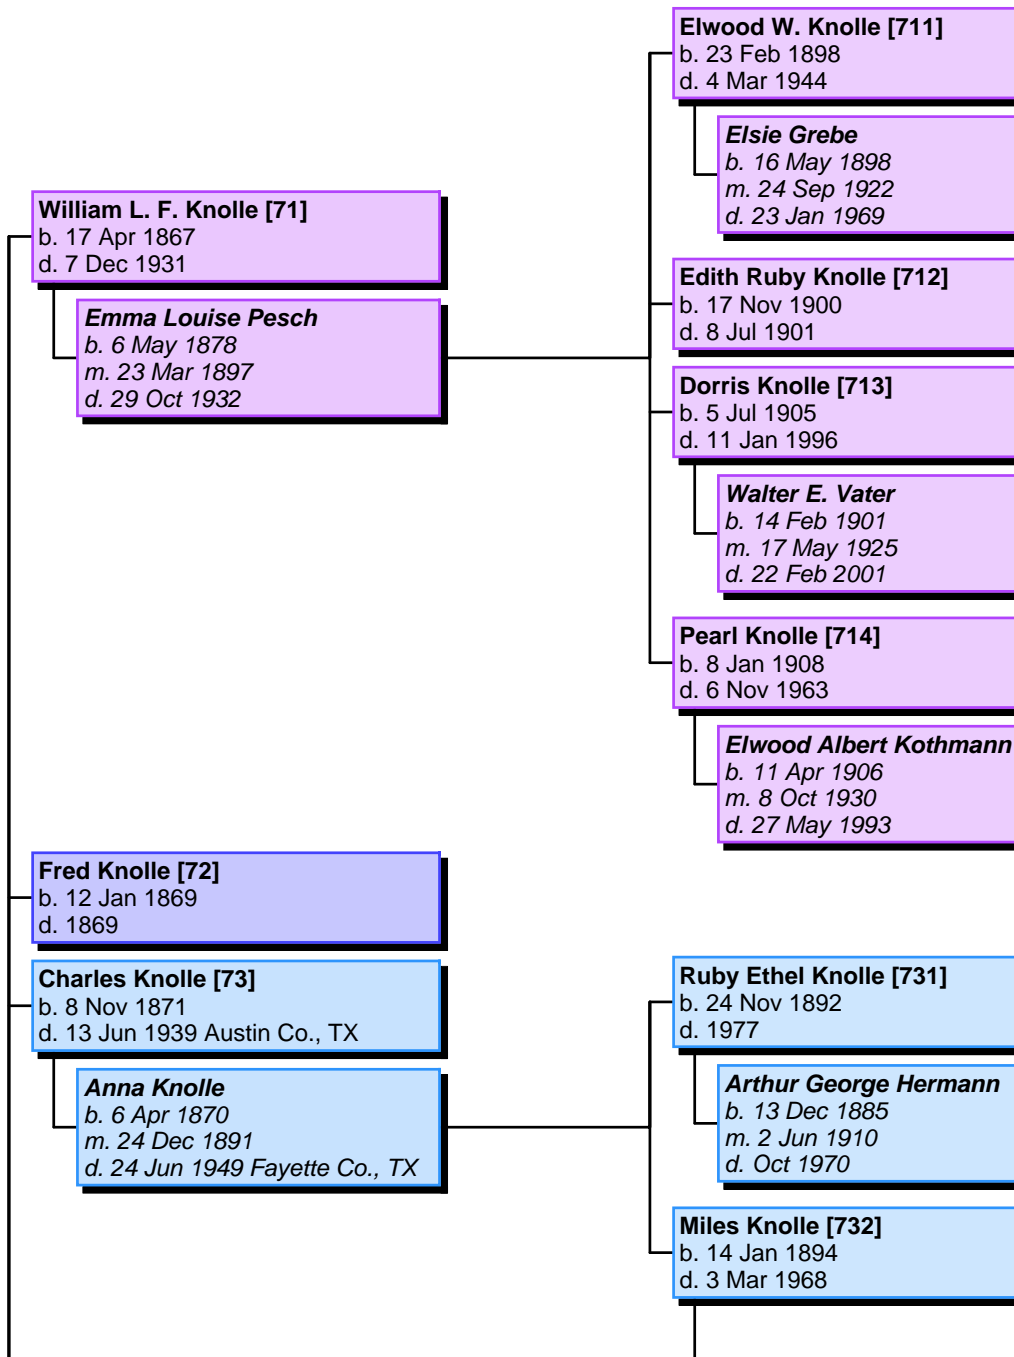 Elwood W. Knolle [711]
b. 23 Feb 1898
d. 4 Mar 1944
Elsie Grebe
b. 16 May 1898
m. 24 Sep 1922
d. 23 Jan 1969
William L. F. Knolle [71]
b. 17 Apr 1867
d. 7 Dec 1931
Emma Louise Pesch
b. 6 May 1878
m. 23 Mar 1897
d. 29 Oct 1932
Edith Ruby Knolle [712]
b. 17 Nov 1900
d. 8 Jul 1901
Dorris Knolle [713]
b. 5 Jul 1905
d. 11 Jan 1996
Walter E. Vater
b. 14 Feb 1901
m. 17 May 1925
d. 22 Feb 2001
Pearl Knolle [714]
b. 8 Jan 1908
d. 6 Nov 1963
Elwood Albert Kothmann
b. 11 Apr 1906
m. 8 Oct 1930
d. 27 May 1993
Fred Knolle [72]
b. 12 Jan 1869
d. 1869
Charles Knolle [73]
b. 8 Nov 1871
d. 13 Jun 1939 Austin Co., TX
Anna Knolle
b. 6 Apr 1870
m. 24 Dec 1891
d. 24 Jun 1949 Fayette Co., TX
Ruby Ethel Knolle [731]
b. 24 Nov 1892
d. 1977
Arthur George Hermann
b. 13 Dec 1885
m. 2 Jun 1910
d. Oct 1970
Miles Knolle [732]
b. 14 Jan 1894
d. 3 Mar 1968